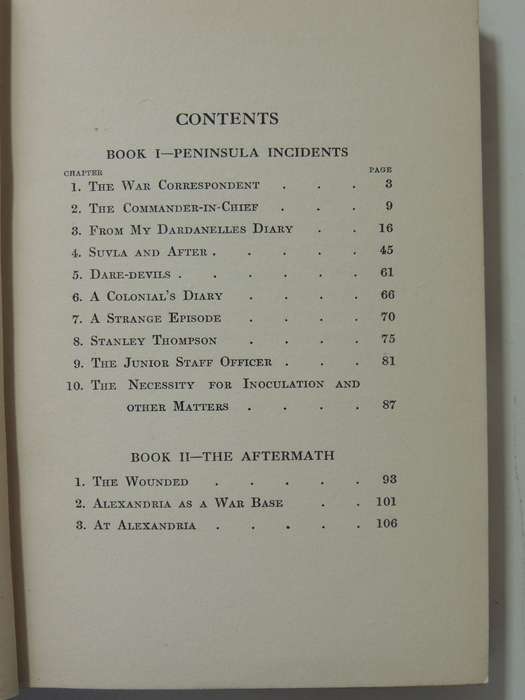 CONTENTS
BOOK I—PENINSULA INCIDENTS
CHAPTER PAGE
1. The War Correspondent . . . 3
2. The Commander-in-Chief . . . 9
3. From My Dardanelles Diary . . 16
4. Suvla and After . . . . . 45
5. Dare-devils . . . . . . 61
6. A Colonial's Diary . . . . 66
7. A Strange Episode . . . . 70
8. Stanley Thompson . . . . 75
9. The Junior Staff Officer . . . 81
10. The Necessity for Inoculation and
other Matters . . . . 87
BOOK II—THE AFTERMATH
1. The Wounded . . . . . 93
2. Alexandria as a War Base . . 101
3. At Alexandria . . . . . 106